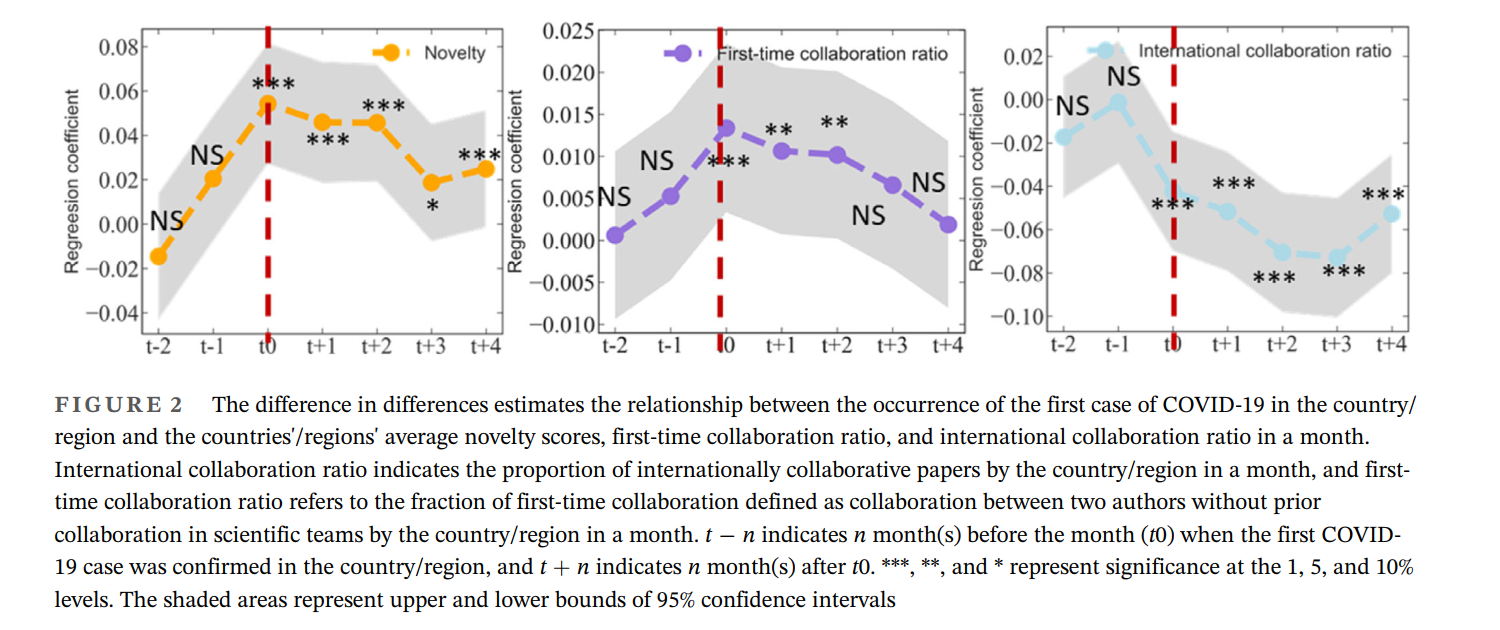 Novelty
Regreesion coefficient
0.08
0.06
0.04
0.02
0.00
−0.02
−0.04
NS
NS
***
***
***
*
***
t-2 t-1 t0 t+1 t+2 t+3 t+4
First-time collaboration ratio
Regreesion coefficient
0.025
0.020
0.015
0.010
0.005
0.000
−0.005
−0.010
NS
NS
***
**
**
NS
NS
t-2 t-1 t0 t+1 t+2 t+3 t+4
International collaboration ratio
Regreesion coefficient
0.02
0.00
−0.02
−0.04
−0.06
−0.08
−0.10
NS
NS
***
***
***
***
***
t-2 t-1 t0 t+1 t+2 t+3 t+4
FIGURE 2 The difference in differences estimates the relationship between the occurrence of the first case of COVID-19 in the country/
region and the countries'/regions' average novelty scores, first-time collaboration ratio, and international collaboration ratio in a month.
International collaboration ratio indicates the proportion of internationally collaborative papers by the country/region in a month, and first-
time collaboration ratio refers to the fraction of first-time collaboration defined as collaboration between two authors without prior
collaboration in scientific teams by the country/region in a month. t − n indicates n month(s) before the month (t0) when the first COVID-
19 case was confirmed in the country/region, and t + n indicates n month(s) after t0. ***, **, and * represent significance at the 1, 5, and 10%
levels. The shaded areas represent upper and lower bounds of 95% confidence intervals